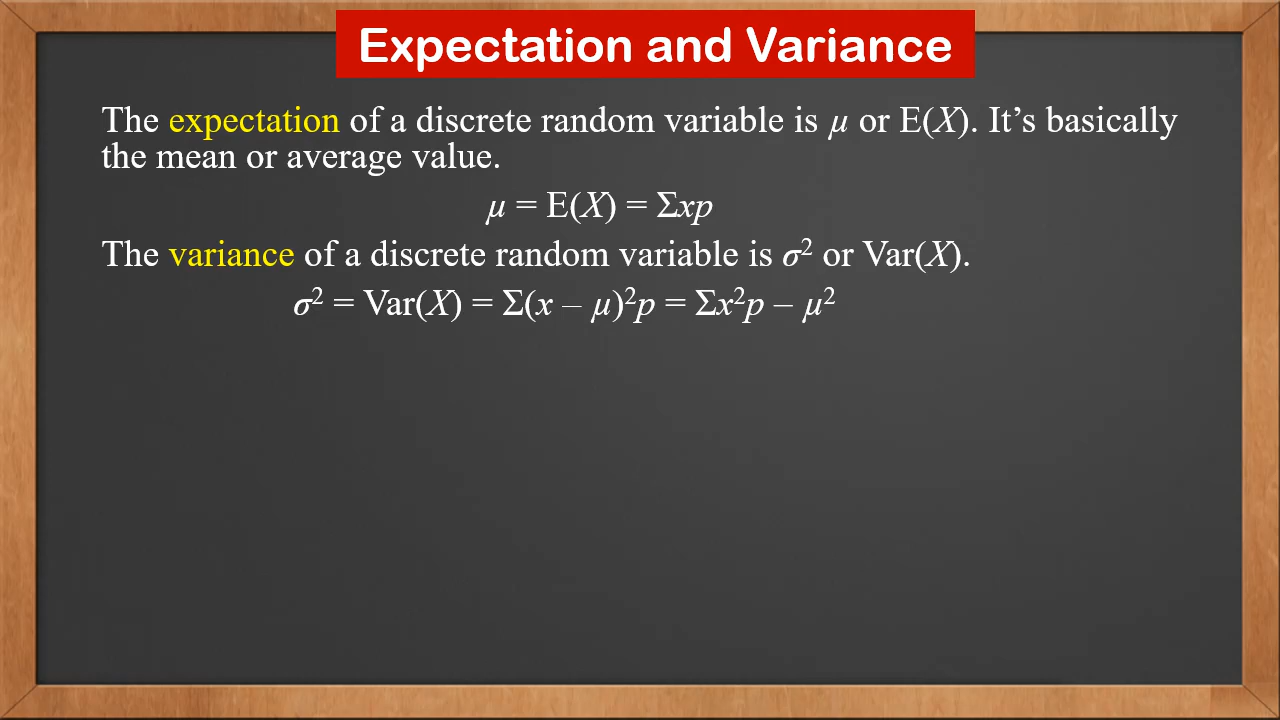 Expectation and Variance
The expectation of a discrete random variable is μ or E(X). It’s basically
the mean or average value.
μ = E(X) = Σxp
The variance of a discrete random variable is σ² or Var(X).
σ² = Var(X) = Σ(x – μ)²p = Σx²p – μ²